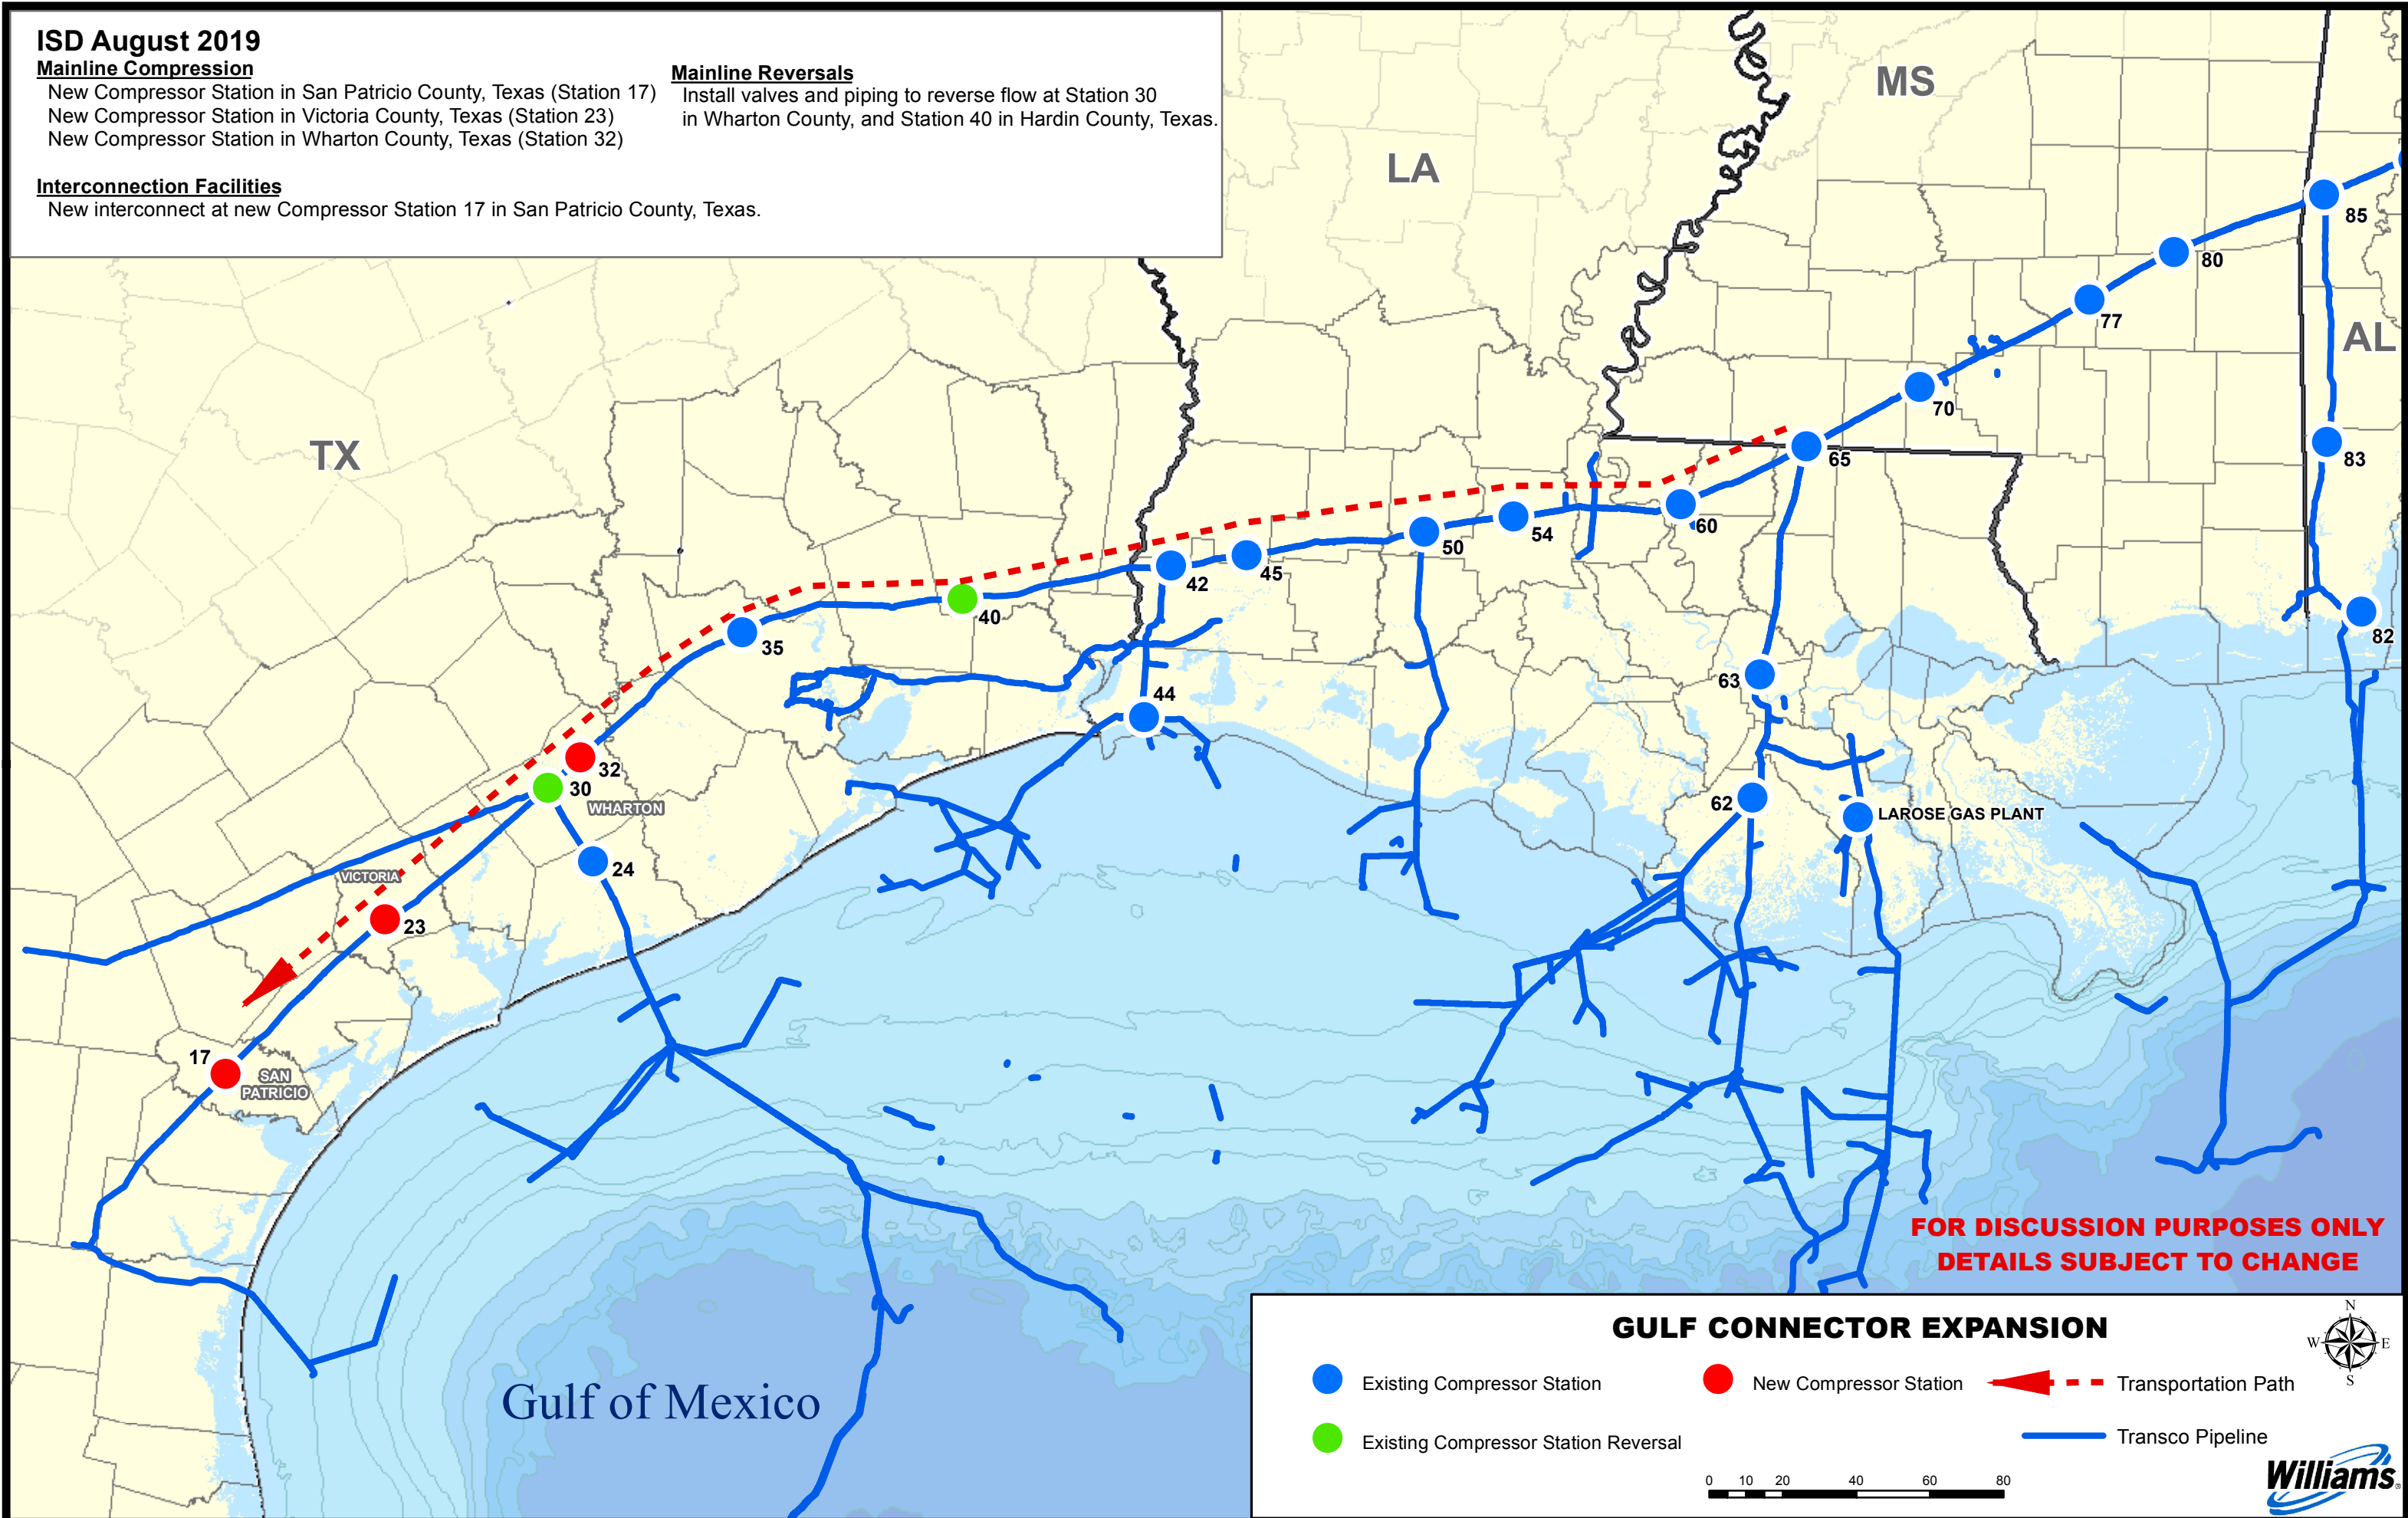 ISD August 2019
Mainline Compression
New Compressor Station in San Patricio County, Texas (Station 17)
New Compressor Station in Victoria County, Texas (Station 23)
New Compressor Station in Wharton County, Texas (Station 32)
Mainline Reversals
Install valves and piping to reverse flow at Station 30
in Wharton County, and Station 40 in Hardin County, Texas.
Interconnection Facilities
New interconnect at new Compressor Station 17 in San Patricio County, Texas.
MS
LA
85
80
77
AL
70
TX
65
83
60
54
50
45
42
40
82
35
63
44
32
30
WHARTON
62
LAROSE GAS PLANT
24
VICTORIA
23
17
SAN
PATRICIO
FOR DISCUSSION PURPOSES ONLY
DETAILS SUBJECT TO CHANGE
Gulf of Mexico
GULF CONNECTOR EXPANSION
N
W E
S
Existing Compressor Station
New Compressor Station
Transportation Path
Existing Compressor Station Reversal
Transco Pipeline
0 10 20 40 60 80
Williams®